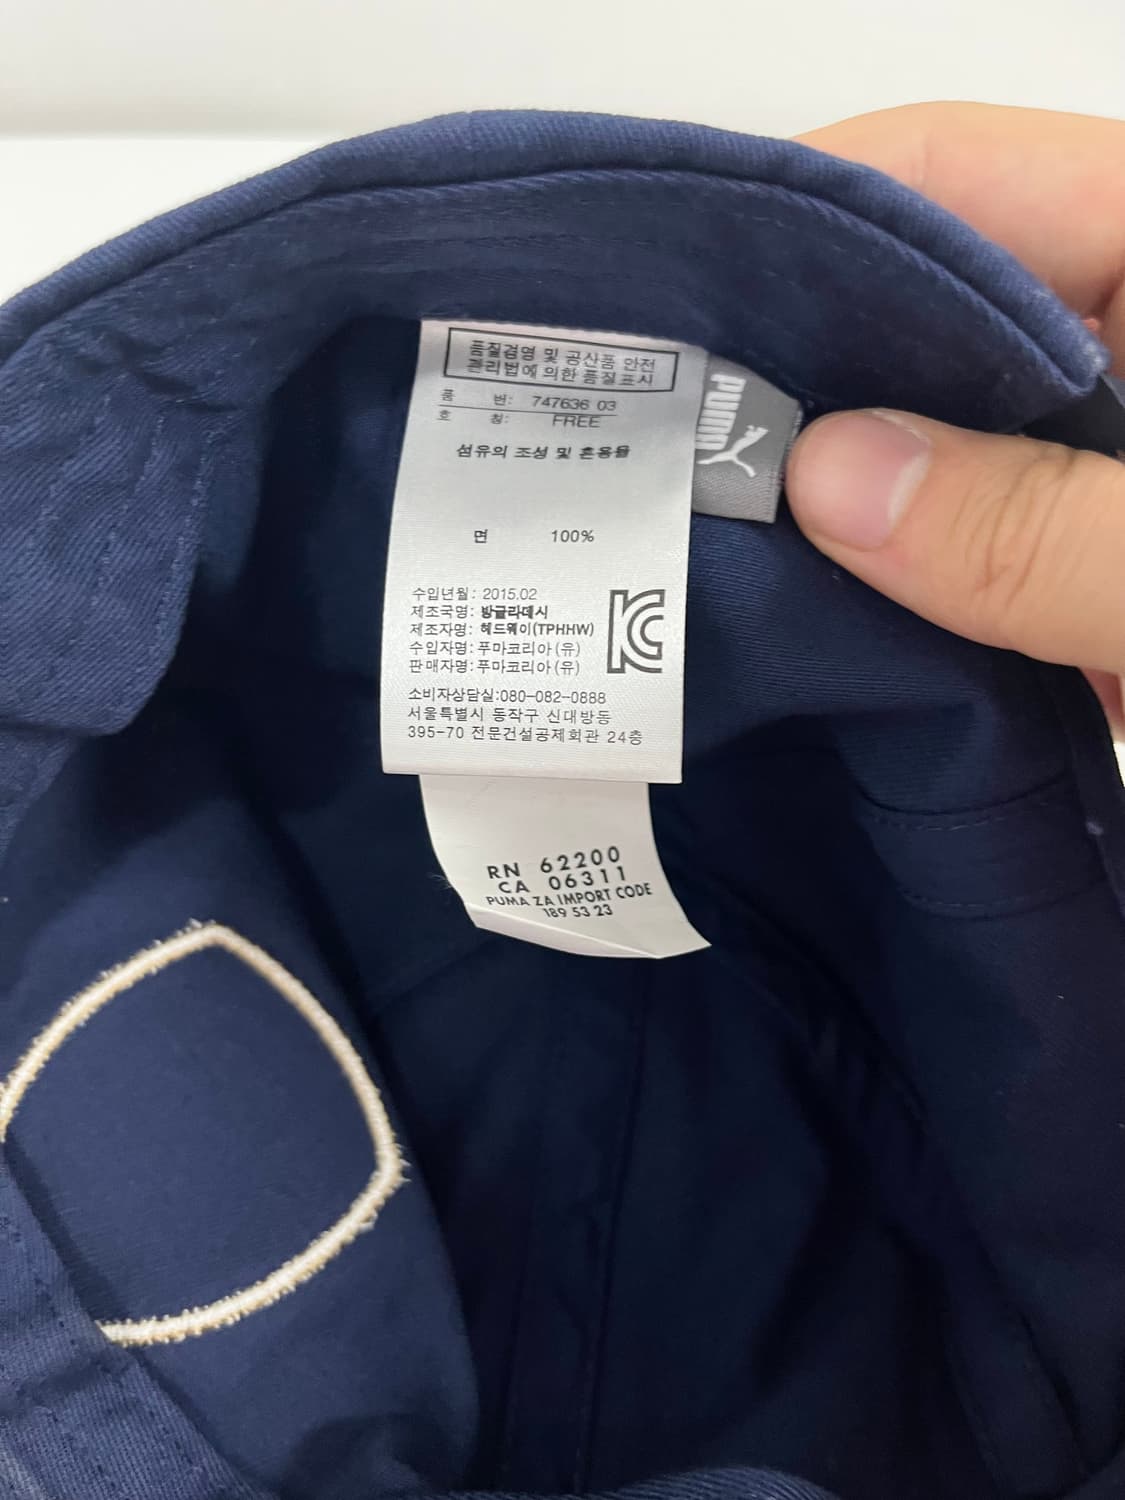 품질경영 및 공산품 안전
관리법에 의한 품질표시
품 번: 747636 03
호 칭: FREE
섬유의 조성 및 혼용율
면 100%
수입년월: 2015.02
제조국명: 방글라데시
제조자명: 헤드웨이(TPHHW)
수입자명: 푸마코리아(유)
판매자명: 푸마코리아(유)
소비자상담실:080-082-0888
서울특별시 동작구 신대방동
395-70 전문건설공제회관 24층
puma
RN 62200
CA 06311
PUMA ZA IMPORT CODE
189 53 23